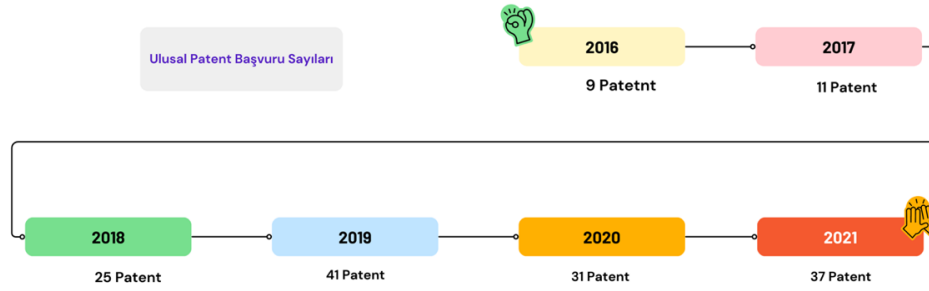 Ulusal Patent Başvuru Sayıları
2016
2017
9 Patetnt
11 Patent
2018
2019
2020
2021
25 Patent
41 Patent
31 Patent
37 Patent